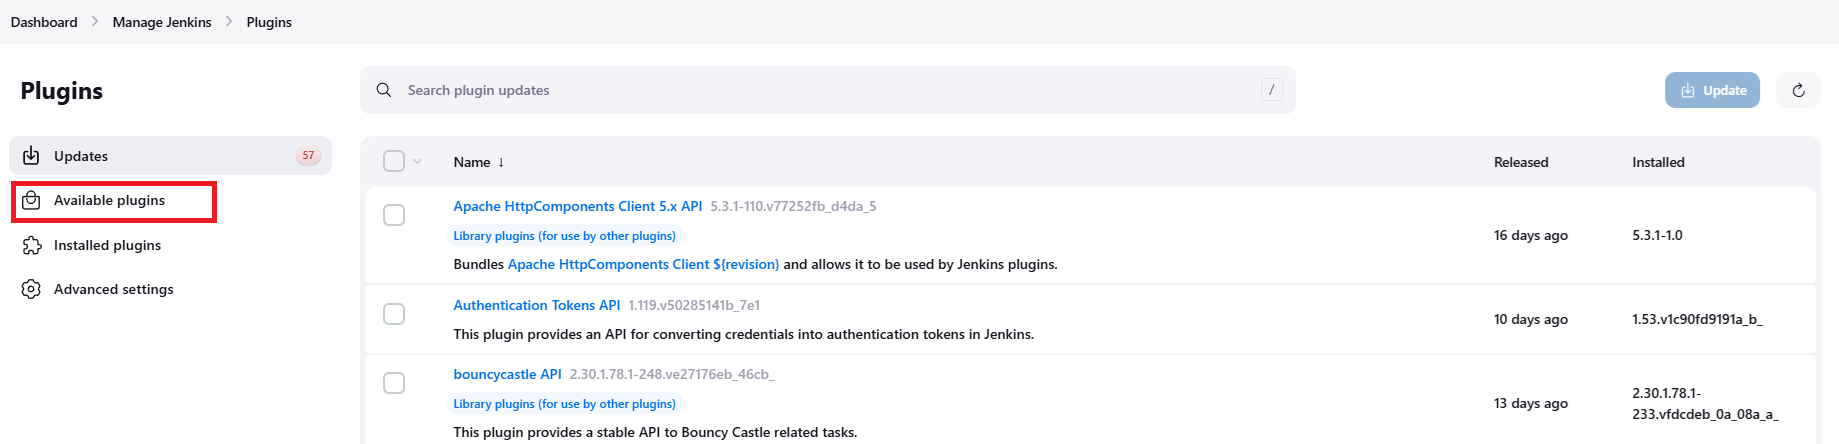 Dashboard > Manage Jenkins > Plugins
Plugins
Search plugin updates /
Update
Updates 57
Available plugins
Installed plugins
Advanced settings
Name ↓ Released Installed
Apache HttpComponents Client 5.x API 5.3.1-110.v77252fb_d4da_5
Library plugins (for use by other plugins)
16 days ago 5.3.1-1.0
Bundles Apache HttpComponents Client ${revision} and allows it to be used by Jenkins plugins.
Authentication Tokens API 1.119.v50285141b_7e1
10 days ago 1.53.v1c90fd9191a_b_
This plugin provides an API for converting credentials into authentication tokens in Jenkins.
bouncycastle API 2.30.1.78.1-248.ve27176eb_46cb_
Library plugins (for use by other plugins)
13 days ago
2.30.1.78.1-
233.vfdcdeb_0a_08a_a_
This plugin provides a stable API to Bouncy Castle related tasks.